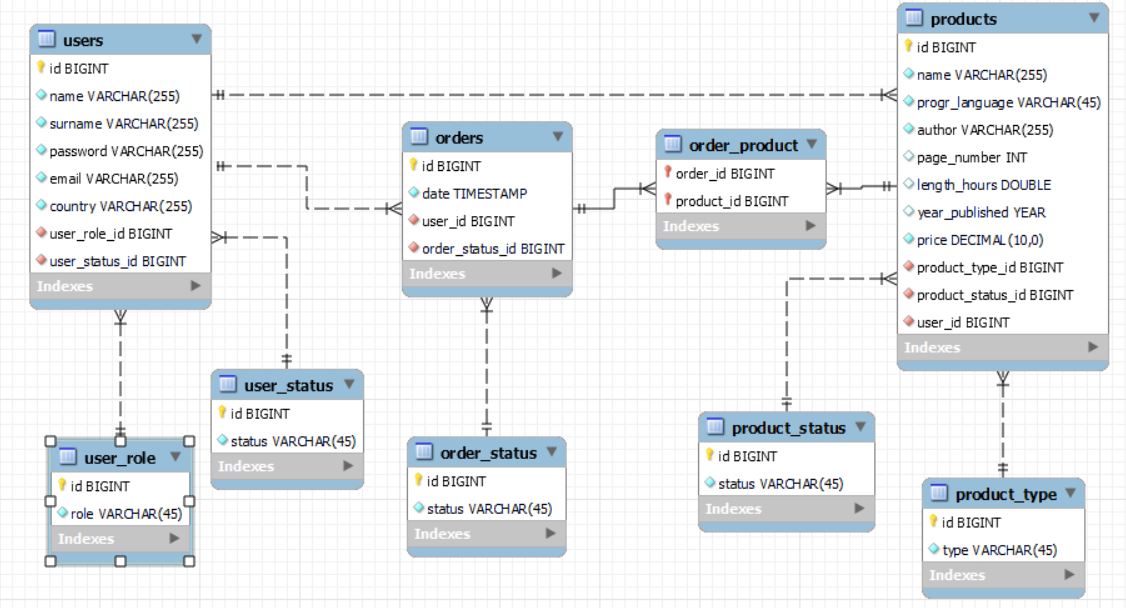 users
id BIGINT
name VARCHAR(255)
surname VARCHAR(255)
password VARCHAR(255)
email VARCHAR(255)
country VARCHAR(255)
user_role_id BIGINT
user_status_id BIGINT
Indexes
orders
id BIGINT
date TIMESTAMP
user_id BIGINT
order_status_id BIGINT
Indexes
order_product
order_id BIGINT
product_id BIGINT
Indexes
products
id BIGINT
name VARCHAR(255)
progr_language VARCHAR(45)
author VARCHAR(255)
page_number INT
length_hours DOUBLE
year_published YEAR
price DECIMAL(10,0)
product_type_id BIGINT
product_status_id BIGINT
user_id BIGINT
Indexes
user_role
id BIGINT
role VARCHAR(45)
Indexes
user_status
id BIGINT
status VARCHAR(45)
Indexes
order_status
id BIGINT
status VARCHAR(45)
Indexes
product_status
id BIGINT
status VARCHAR(45)
Indexes
product_type
id BIGINT
type VARCHAR(45)
Indexes